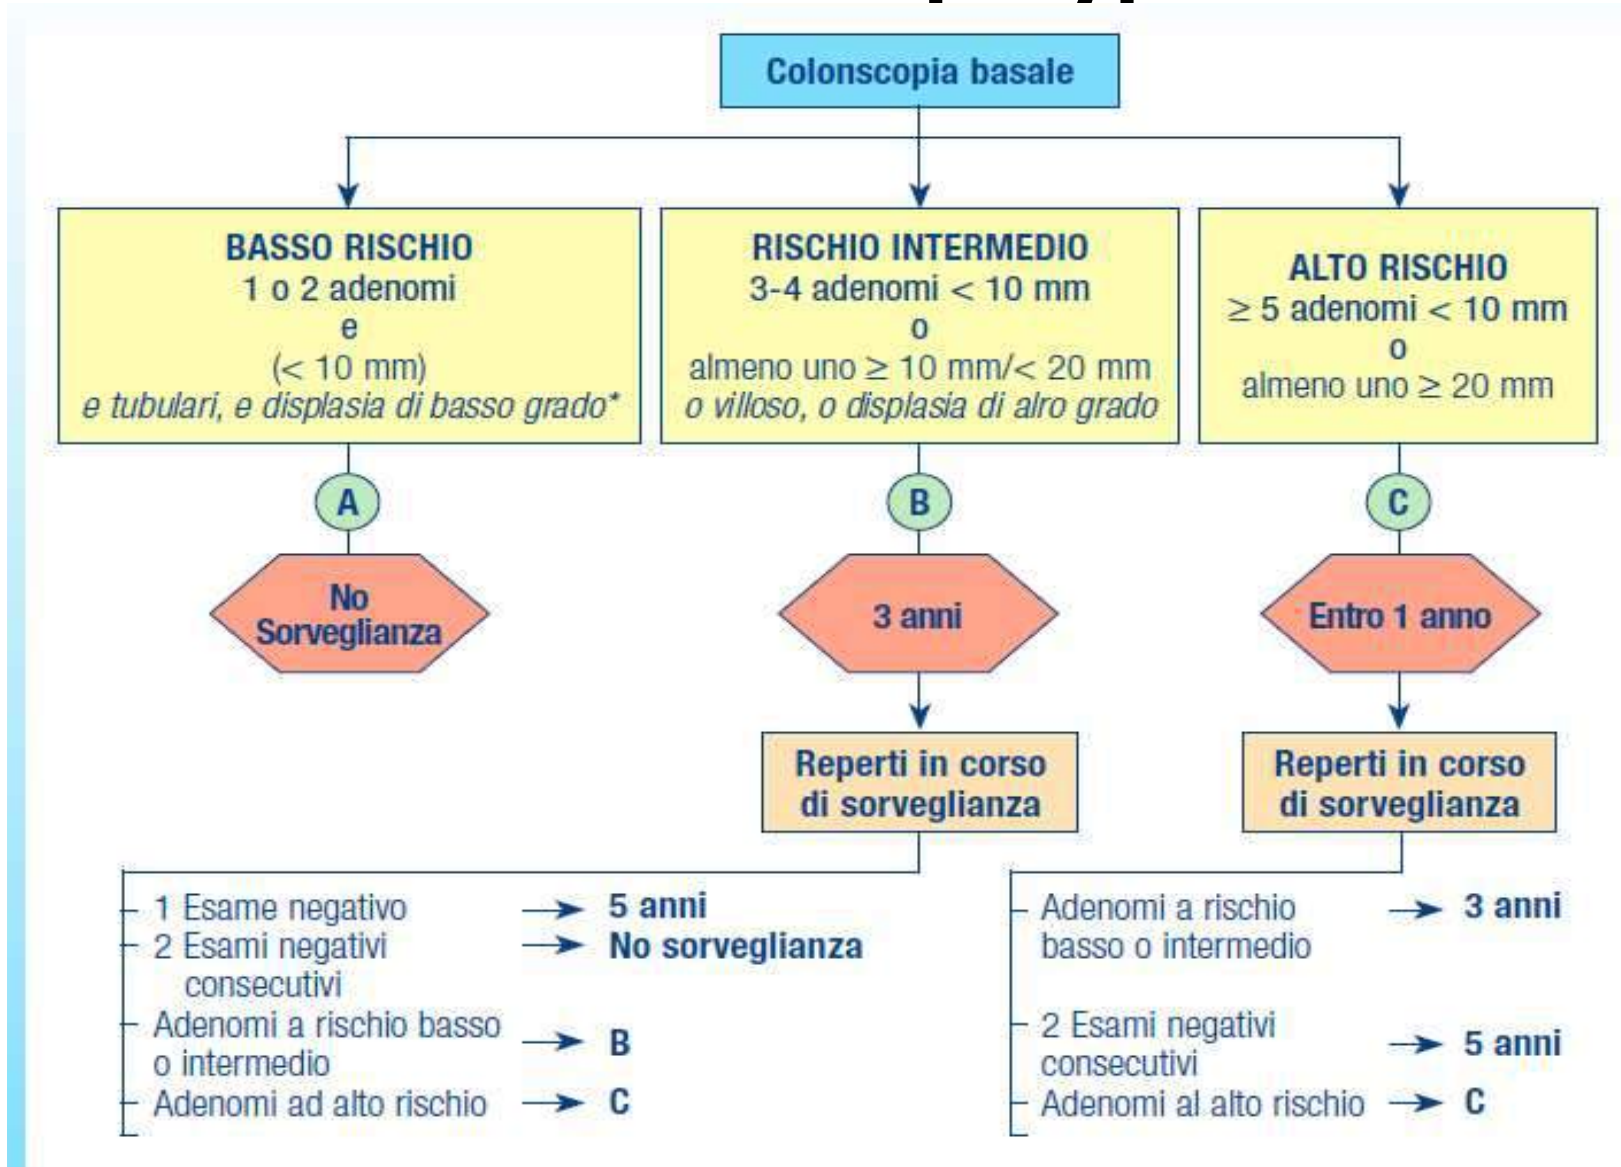 Colonscopia basale
BASSO RISCHIO
1 o 2 adenomi
e
(< 10 mm)
e tubulari, e displasia di basso grado*
RISCHIO INTERMEDIO
3-4 adenomi < 10 mm
o
almeno uno ≥ 10 mm/< 20 mm
o villoso, o displasia di alro grado
ALTO RISCHIO
≥ 5 adenomi < 10 mm
o
almeno uno ≥ 20 mm
A
B
C
No
Sorveglianza
3 anni
Entro 1 anno
Reperti in corso
di sorveglianza
Reperti in corso
di sorveglianza
1 Esame negativo 5 anni
2 Esami negativi No sorveglianza
consecutivi
Adenomi a rischio basso
o intermedio B
Adenomi ad alto rischio C
Adenomi a rischio 3 anni
basso o intermedio
2 Esami negativi
consecutivi 5 anni
Adenomi al alto rischio C